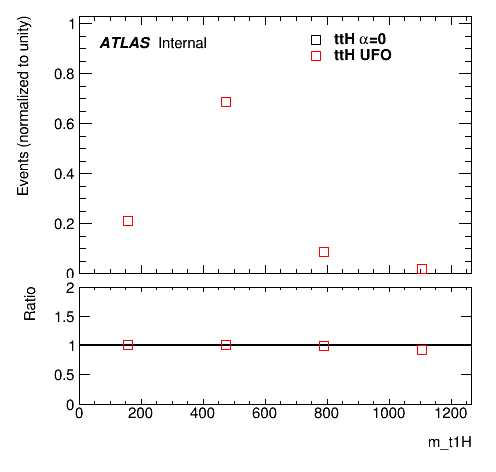 1
ATLAS Internal
ttH α=0
ttH UFO
0.8
0.6
0.4
0.2
0
Events (normalized to unity)
2
1.5
1
0.5
0
Ratio
0 200 400 600 800 1000 1200
m_t1H